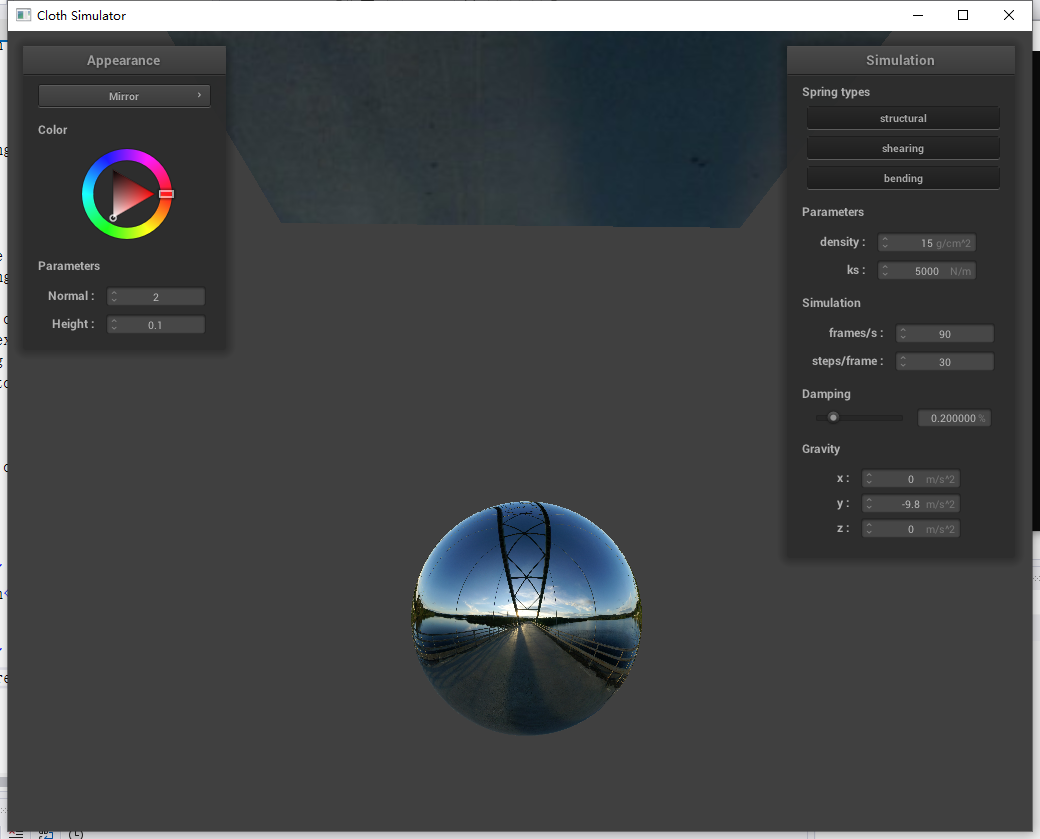 Cloth Simulator
Appearance
Mirror
Color
Parameters
Normal : 2
Height : 0.1
Simulation
Spring types
structural
shearing
bending
Parameters
density : 15 g/cm^2
ks : 5000 N/m
Simulation
frames/s : 90
steps/frame : 30
Damping
0.200000 %
Gravity
x : 0 m/s^2
y : -9.8 m/s^2
z : 0 m/s^2